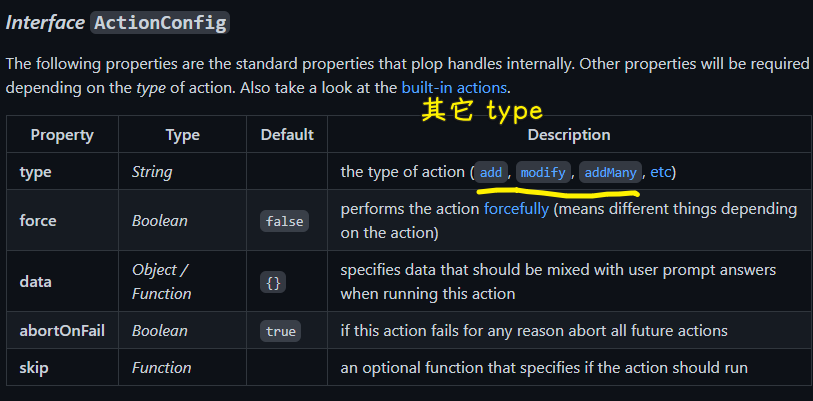 Interface ActionConfig
The following properties are the standard properties that plop handles internally. Other properties will be required
depending on the type of action. Also take a look at the built-in actions.
其它 type
Property Type Default Description
type String the type of action (add, modify, addMany, etc)
force Boolean false performs the action forcefully (means different things depending
on the action)
data Object /
Function {} specifies data that should be mixed with user prompt answers
when running this action
abortOnFail Boolean true if this action fails for any reason abort all future actions
skip Function an optional function that specifies if the action should run